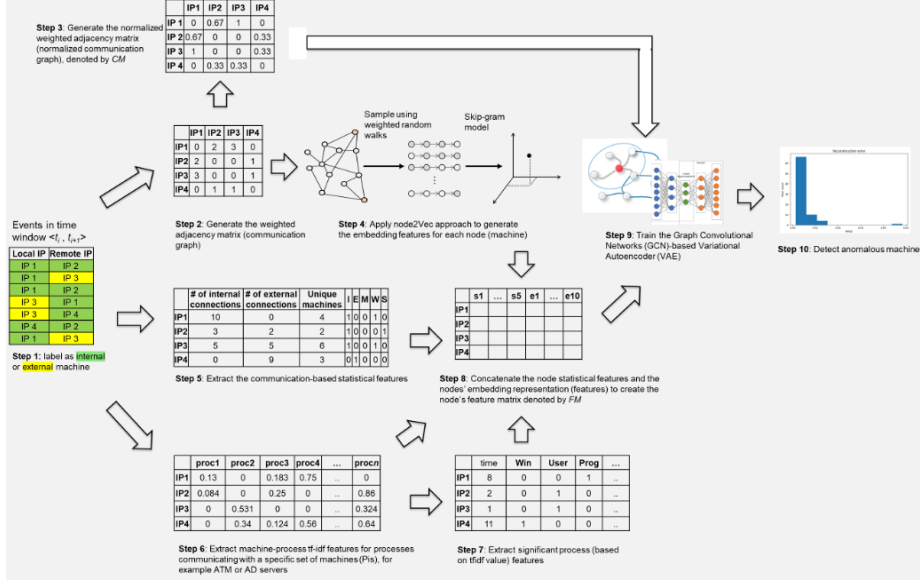 IP1 IP2 IP3 IP4
IP 1 0 0.67 1 0
IP 2 0.67 0 0 0.33
IP 3 1 0 0 0.33
IP 4 0 0.33 0.33 0
Step 3: Generate the normalized
weighted adjacency matrix
(normalized communication
graph), denoted by CM
IP1 IP2 IP3 IP4
IP1 0 2 3 0
IP2 2 0 0 1
IP3 3 0 0 1
IP4 0 1 1 0
Step 2: Generate the weighted
adjacency matrix (communication
graph)
Sample using
weighted random
walks
Skip-gram
model
Step 4: Apply node2Vec approach to generate
the embedding features for each node (machine)
Step 9: Train the Graph Convolutional
Networks (GCN)-based Variational
Autoencoder (VAE)
Reconstruction error
Step 10: Detect anomalous machine
Events in time
window <ti , ti+1>
Local IP Remote IP
IP 1 IP 2
IP 1 IP 3
IP 3 IP 1
IP 3 IP 4
IP 4 IP 2
IP 1 IP 3
Step 1: label as internal
or external machine
# of internal connections # of external connections Unique machines I E M W S
IP1 10 0 4 1 0 0 1 0
IP2 3 2 2 1 0 0 0 1
IP3 5 5 6 1 0 0 1 0
IP4 0 9 3 0 1 0 0 0
Step 5: Extract the communication-based statistical features
s1 ... s5 e1 ... e10
IP1
IP2
IP3
IP4
Step 8: Concatenate the node statistical features and the
nodes' embedding representation (features) to create the
node's feature matrix denoted by FM
proc1 proc2 proc3 proc4 ... procn
IP1 0.13 0 0.183 0.75 .. 0
IP2 0.084 0 0.25 0 .. 0.86
IP3 0 0.531 0 0 .. 0.324
IP4 0 0.34 0.124 0.56 .. 0.64
Step 6: Extract machine-process tf-idf features for processes
communicating with a specific set of machines (Pis), for
example ATM or AD servers
time Win User Prog ...
IP1 8 0 0 1 ..
IP2 2 0 1 0 ..
IP3 1 0 1 0 ..
IP4 11 1 0 0 ..
Step 7: Extract significant process (based
on tfidf value) features